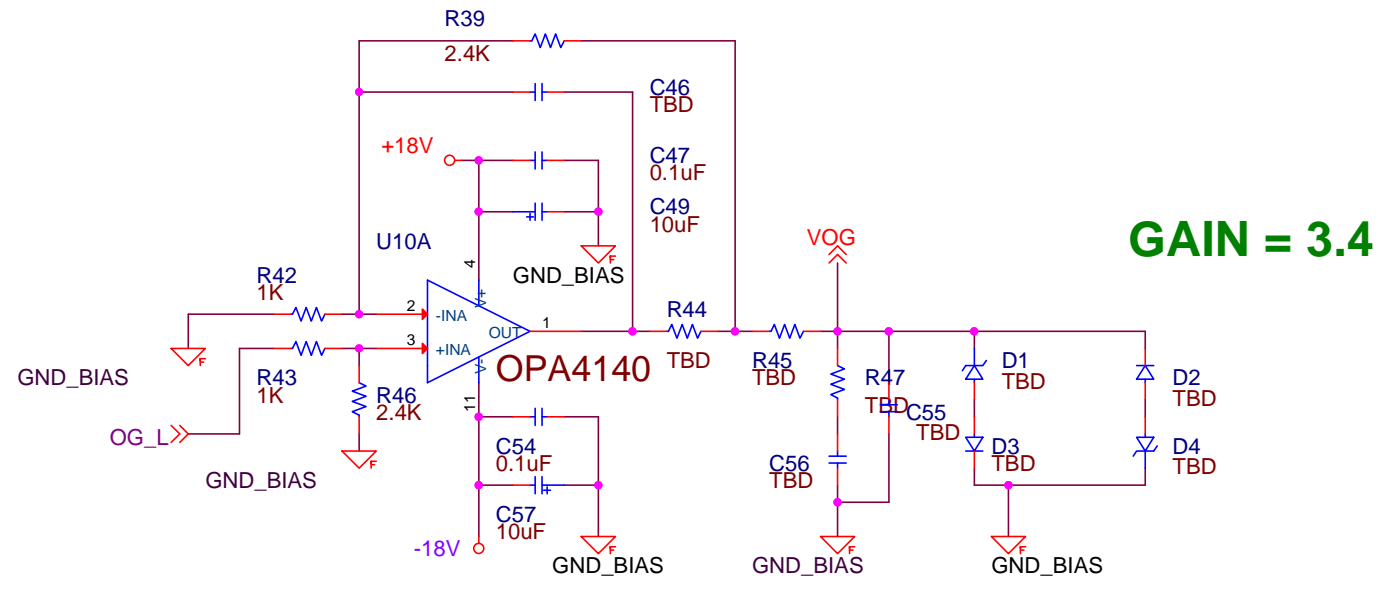 R39
2.4K
C46
TBD
+18V
C47
0.1uF
C49
10uF
VOG
GAIN = 3.4
U10A
4
GND_BIAS
F
R42
1K
V+
2
-INA
R44
OUT
1
3
+INA
F
V-
OPA4140
TBD
R45
TBD
R47
TBD
D1
TBD
D2
TBD
GND_BIAS
R43
1K
R46
2.4K
11
C55
TBD
OG_L
F
GND_BIAS
C54
0.1uF
C56
TBD
D3
TBD
D4
TBD
C57
10uF
-18V
F
GND_BIAS
F
GND_BIAS
F
GND_BIAS